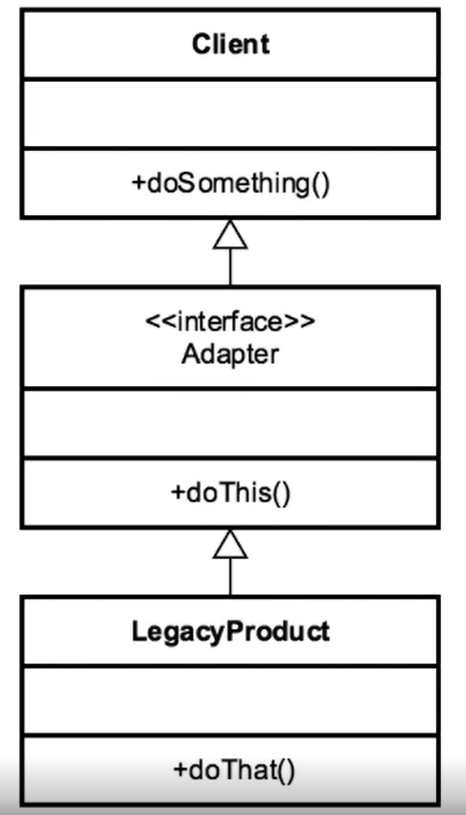 Client
+doSomething()
<<interface>>
Adapter
+doThis()
LegacyProduct
+doThat()